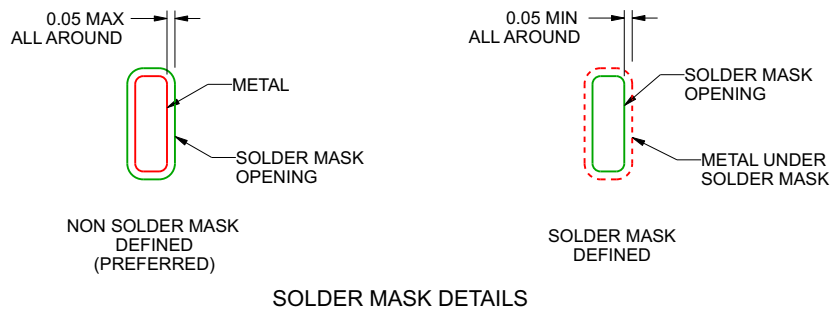 0.05 MAX
ALL AROUND
METAL
SOLDER MASK
OPENING
NON SOLDER MASK
DEFINED
(PREFERRED)
0.05 MIN
ALL AROUND
SOLDER MASK
OPENING
METAL UNDER
SOLDER MASK
SOLDER MASK
DEFINED
SOLDER MASK DETAILS